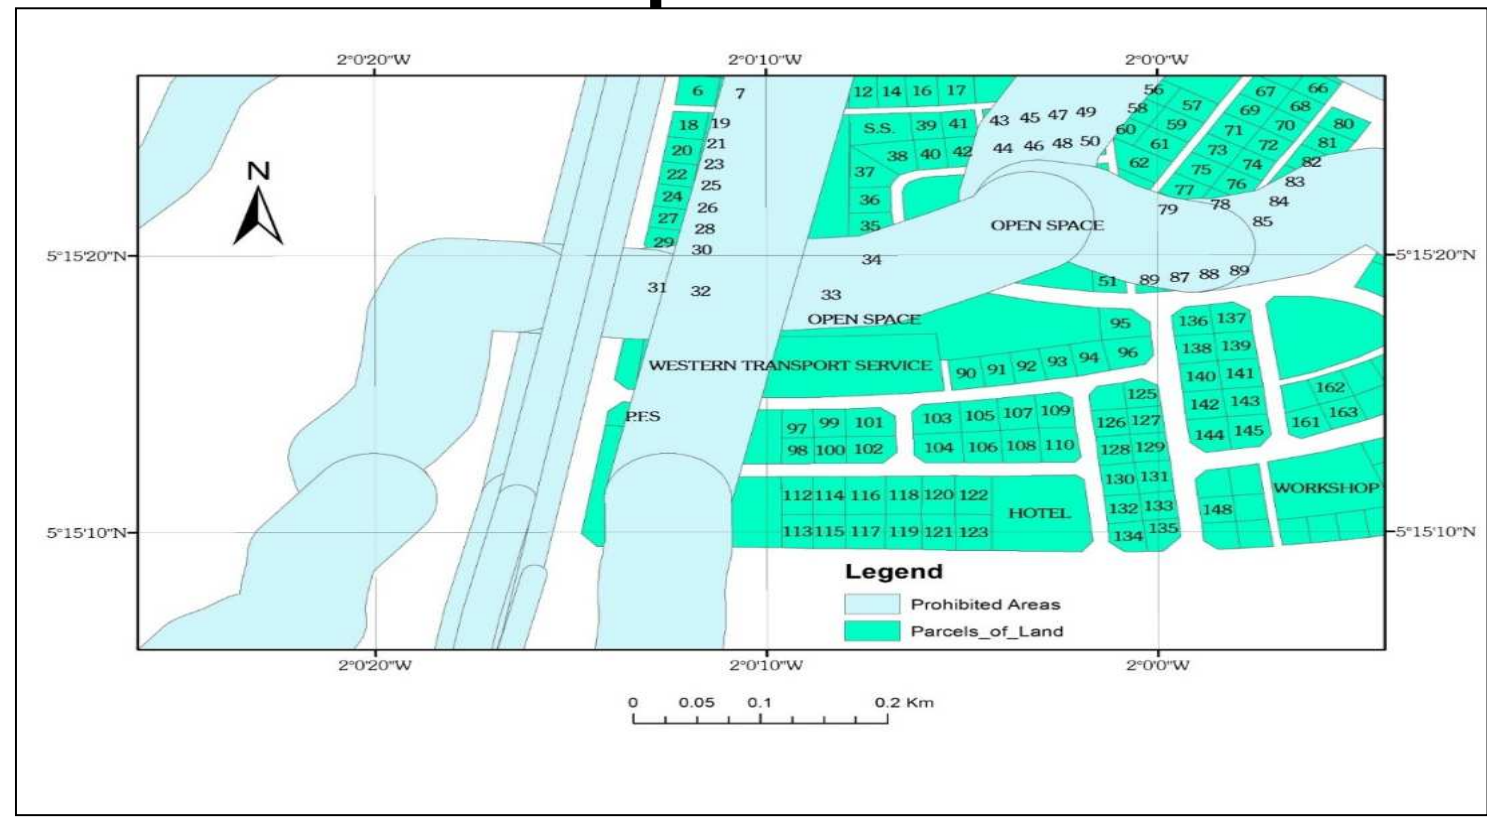 2°0'20"W 2°0'10"W 2°0'0"W
6 7 12 14 16 17 56 57 67 66
18 19 S.S. 39 41 43 45 47 49 58 59 69 68 80
20 21 38 40 42 44 46 48 50 60 61 71 70 81
22 23 37 62 73 72 82
24 25 36 75 74 83
27 26 35 77 76 84
29 28 OPEN SPACE 79 78 85
N
5°15'20"N 30 34 5°15'20"N
31 32 33 51 89 87 88 89
OPEN SPACE 95 136 137
WESTERN TRANSPORT SERVICE 90 91 92 93 94 96 138 139
140 141 162
P.F.S 97 99 101 103 105 107 109 125 142 143 161 163
98 100 102 104 106 108 110 126 127 144 145
128 129
112 114 116 118 120 122 HOTEL 130 131 148 WORKSHOP
113 115 117 119 121 123 132 133
5°15'10"N 134 135 5°15'10"N
Legend
Prohibited Areas
Parcels_of_Land
2°0'20"W 2°0'10"W 2°0'0"W
0 0.05 0.1 0.2 Km